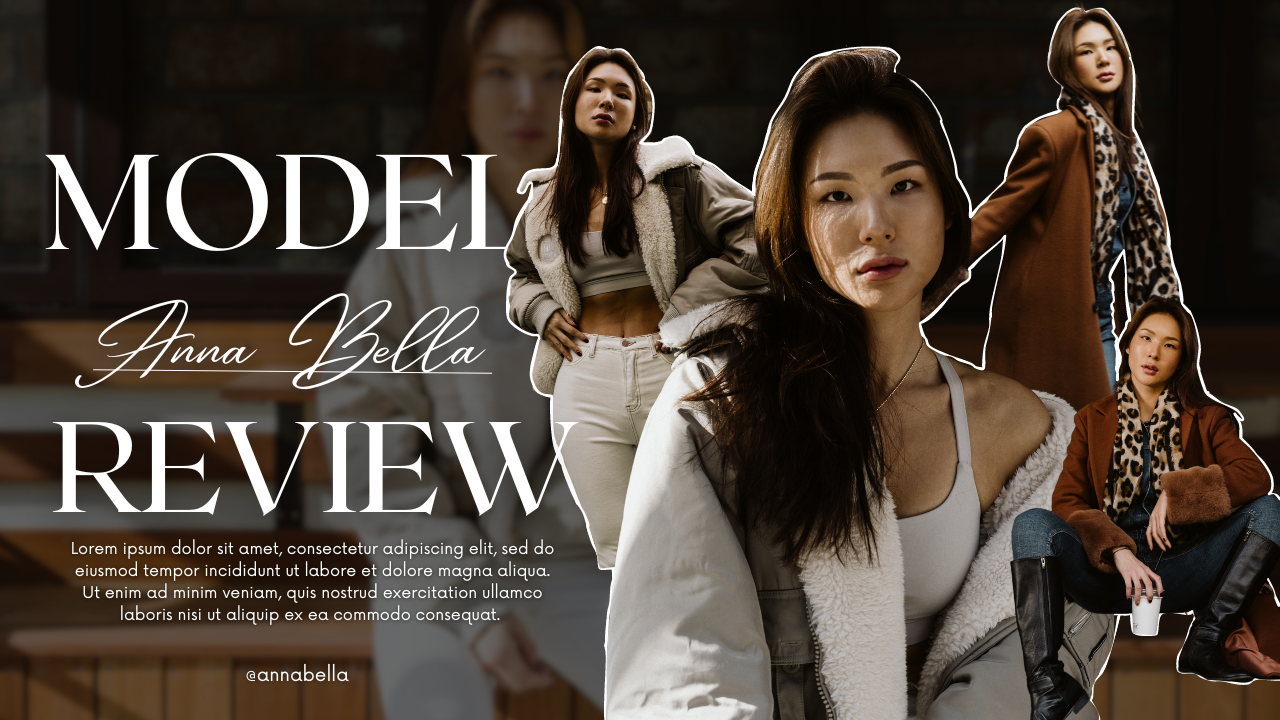 MODEL
Anna Bella
REVIEW
Lorem ipsum dolor sit amet, consectetur adipiscing elit, sed do
eiusmod tempor incididunt ut labore et dolore magna aliqua.
Ut enim ad minim veniam, quis nostrud exercitation ullamco
laboris nisi ut aliquip ex ea commodo consequat.
@annabella